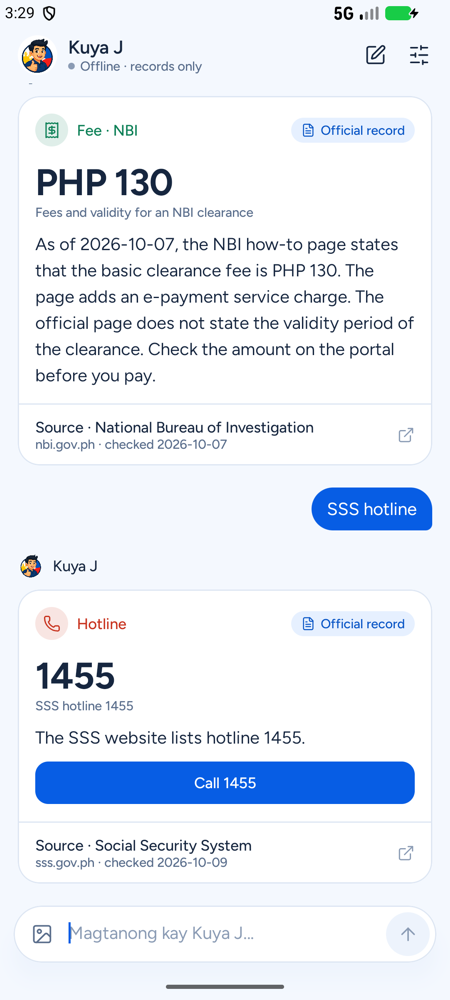 3:29
5G
Kuya J
Offline · records only
Fee · NBI
Official record
PHP 130
Fees and validity for an NBI clearance
As of 2026-10-07, the NBI how-to page states
that the basic clearance fee is PHP 130. The
page adds an e-payment service charge. The
official page does not state the validity period of
the clearance. Check the amount on the portal
before you pay.
Source · National Bureau of Investigation
nbi.gov.ph · checked 2026-10-07
SSS hotline
Kuya J
Hotline
Official record
1455
SSS hotline 1455
The SSS website lists hotline 1455.
Call 1455
Source · Social Security System
sss.gov.ph · checked 2026-10-09
Magtanong kay Kuya J...